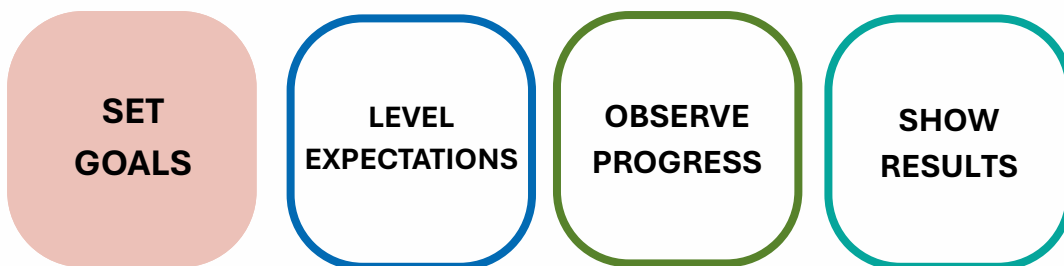 SET
GOALS
LEVEL
EXPECTATIONS
OBSERVE
PROGRESS
SHOW
RESULTS